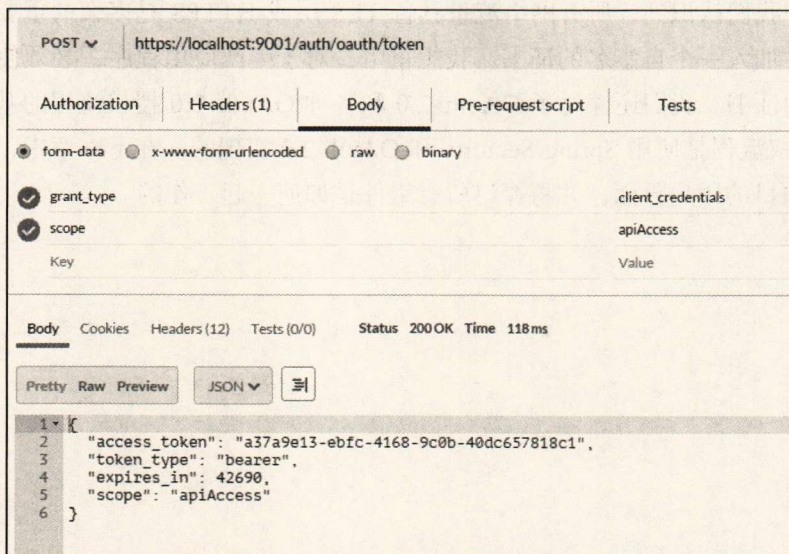 POST https://localhost:9001/auth/oauth/token
Authorization Headers (1) Body Pre-request script Tests
form-data x-www-form-urlencoded raw binary
grant_type client_credentials
scope apiAccess
Key Value
Body Cookies Headers (12) Tests (0/0) Status 200 OK Time 118 ms
Pretty Raw Preview JSON
1 {
2 "access_token": "a37a9e13-ebfc-4168-9c0b-40dc657818c1",
3 "token_type": "bearer",
4 "expires_in": 42690,
5 "scope": "apiAccess"
6 }